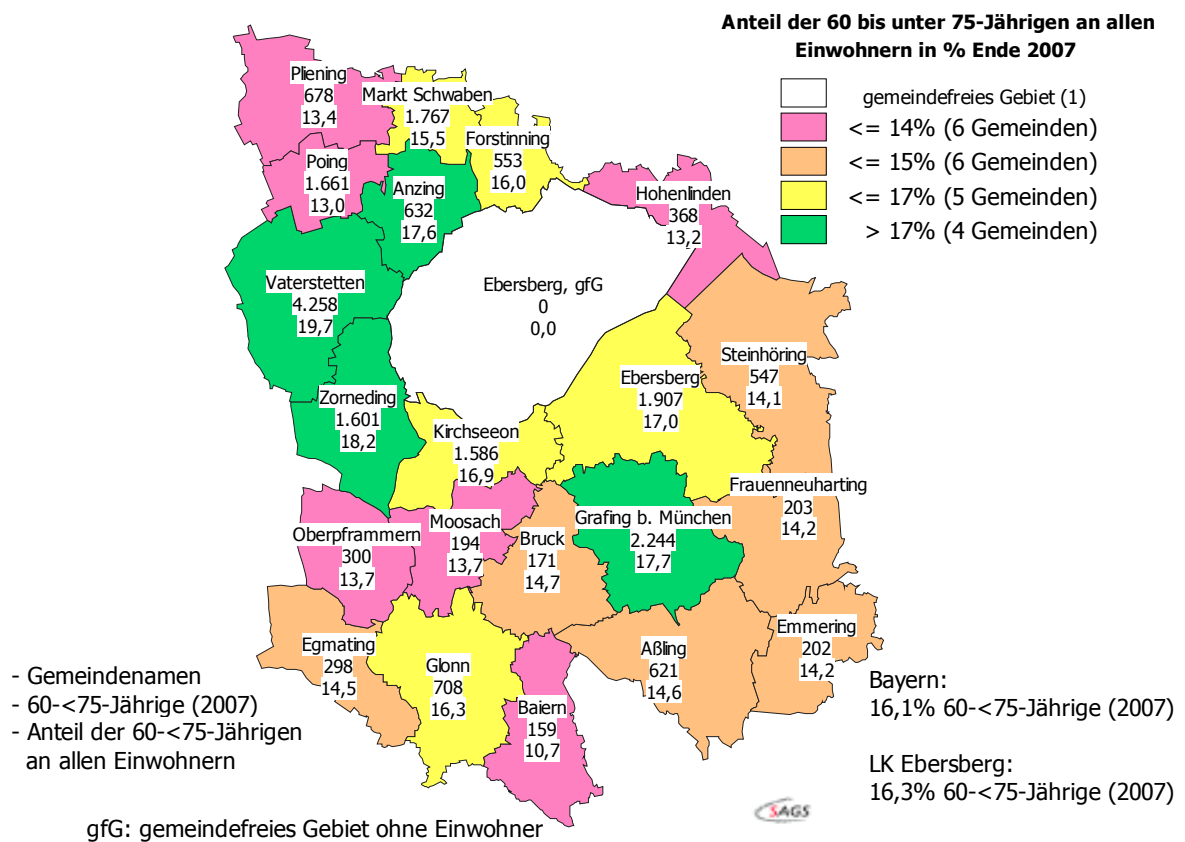 Anteil der 60 bis unter 75-Jährigen an allen
Einwohnern in % Ende 2007
gemeindefreies Gebiet (1)
<= 14% (6 Gemeinden)
<= 15% (6 Gemeinden)
<= 17% (5 Gemeinden)
> 17% (4 Gemeinden)
Pliening
678
13,4
Markt Schwaben
1.767
15,5
Forstinning
553
16,0
Poing
1.661
13,0
Anzing
632
17,6
Hohenlinden
368
13,2
Vaterstetten
4.258
19,7
Ebersberg, gfG
0
0,0
Steinhöring
547
14,1
Zorneding
1.601
18,2
Ebersberg
1.907
17,0
Kirchseeon
1.586
16,9
Frauenneuharting
203
14,2
Oberpframmern
300
13,7
Moosach
194
13,7
Bruck
171
14,7
Grafing b. München
2.244
17,7
Egmating
298
14,5
Glonn
708
16,3
Baiern
159
10,7
Aßling
621
14,6
Emmering
202
14,2
- Gemeindenamen
- 60-<75-Jährige (2007)
- Anteil der 60-<75-Jährigen
an allen Einwohnern
Bayern:
16,1% 60-<75-Jährige (2007)
LK Ebersberg:
16,3% 60-<75-Jährige (2007)
SAGS
gfG: gemeindefreies Gebiet ohne Einwohner